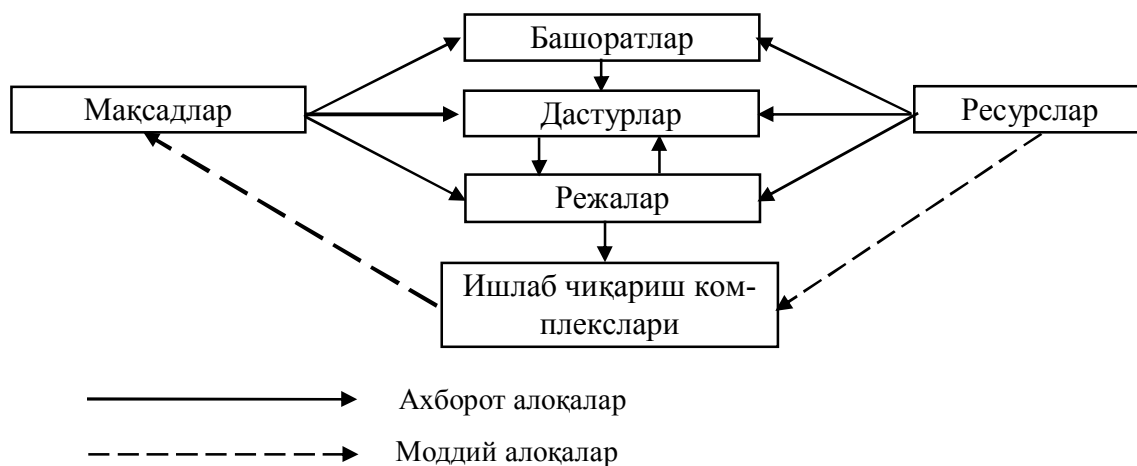 Башоратлар
Мақсадлар
Дастурлар
Ресурслар
Режалар
Ишлаб чиқариш ком-
плекслари
Ахборот алоқалар
Моддий алоқалар